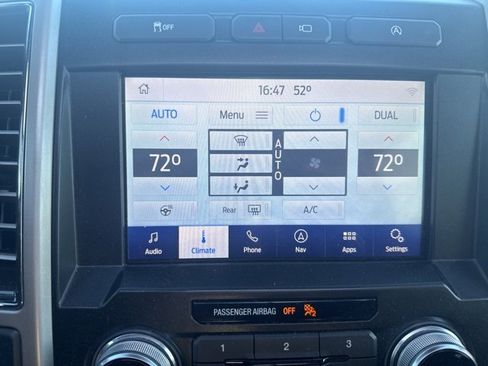 OFF
A
16:47 52°
AUTO Menu DUAL
72° AUTO 72°
Rear A/C
Audio Climate Phone Nav Apps Settings
PASSENGER AIRBAG OFF
1 2 3